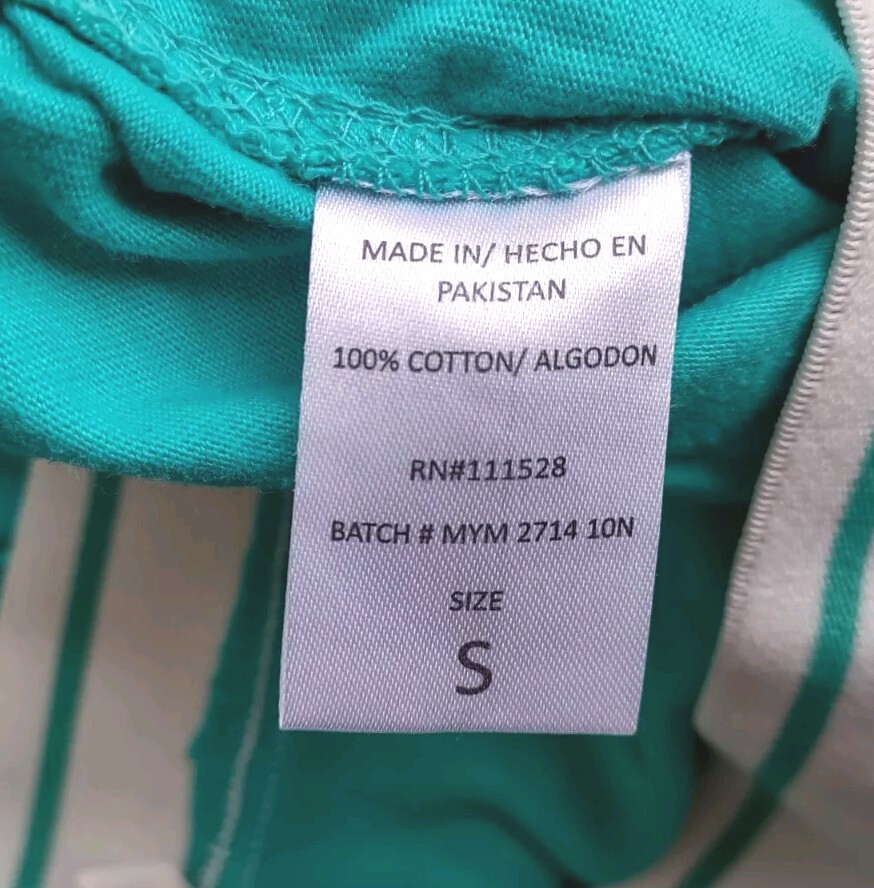 MADE IN/ HECHO EN
PAKISTAN
100% COTTON/ ALGODON
RN#111528
BATCH # MYM 2714 10N
SIZE
S